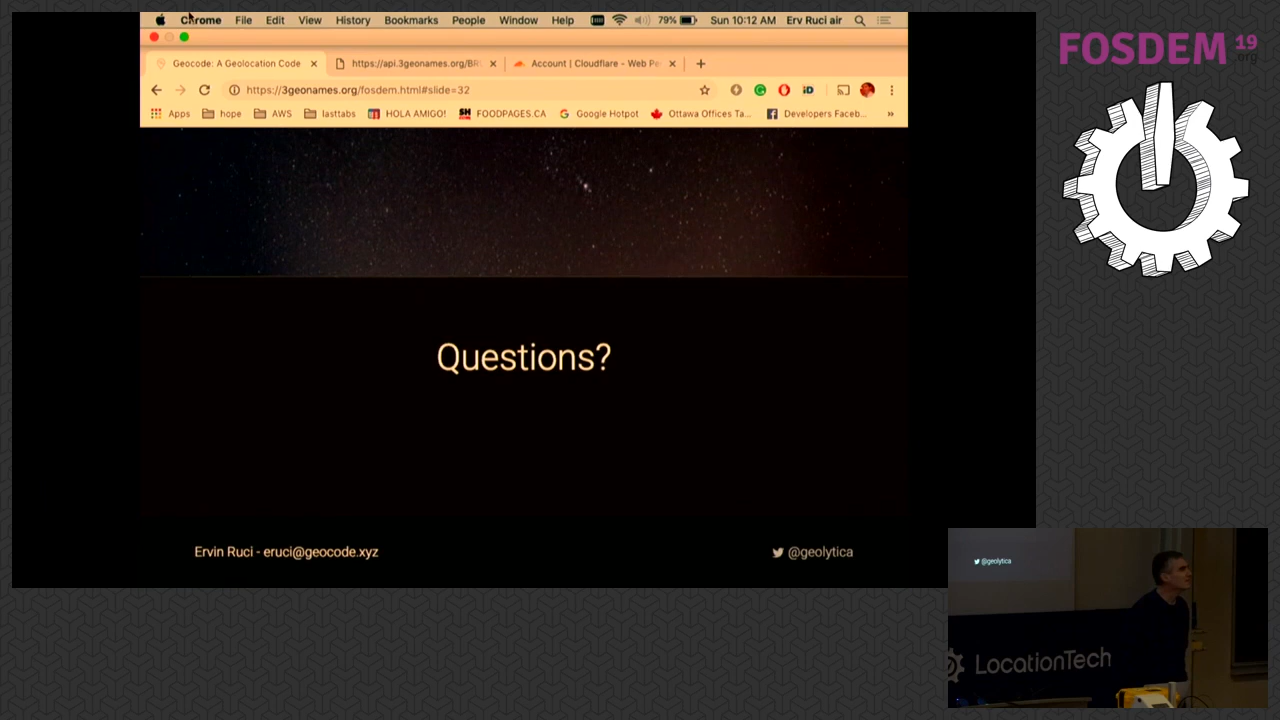 Chrome File Edit View History Bookmarks People Window Help 79% Sun 10:12 AM Erv Ruci air
Geocode: A Geolocation Code × https://api.3geonames.org/BR × Account | Cloudflare - Web Pe × +
https://3geonames.org/fosdem.html#slide=32
Apps hope AWS lasttabs HOLA AMIGO! SH FOODPAGES.CA Google Hotpot Ottawa Offices Ta... Developers Faceb... »
Questions?
Ervin Ruci - eruci@geocode.xyz
@geolytica
FOSDEM 19
.org
@geolytica
LocationTech